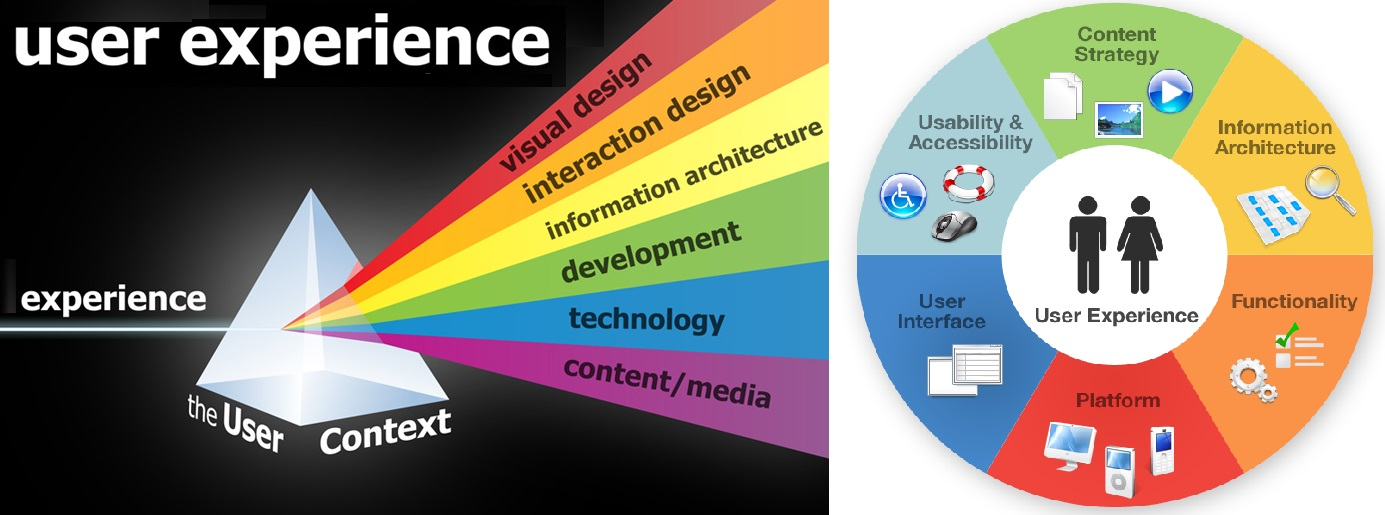 user experience
visual design
interaction design
information architecture
development
technology
content/media
experience
the User
Context
Content
Strategy
Usability &
Accessibility
Information
Architecture
User
Interface
User Experience
Functionality
Platform